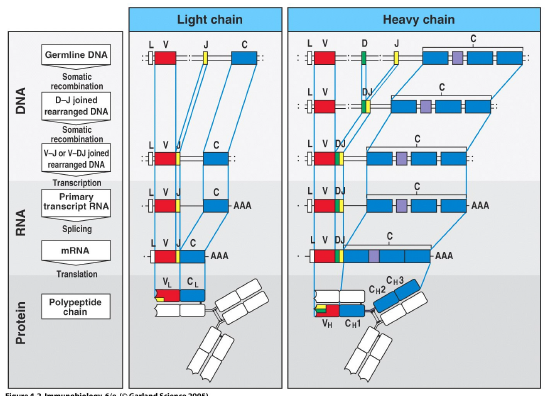 Light chain
Heavy chain
DNA
Germline DNA
Somatic
recombination
D–J joined
rearranged DNA
Somatic
recombination
V–J or V–DJ joined
rearranged DNA
Transcription
RNA
Primary
transcript RNA
Splicing
mRNA
Translation
Protein
Polypeptide
chain
L V J C
L V J C
L V J C
AAA
L V J C
AAA
VL CL
L V D J C
L V DJ C
L V DJ C
L V DJ C
AAA
L V DJ C
AAA
CH2 CH3
VH CH1
Figure 4-2 Immunobiology, 6/e. (© Garland Science 2005)